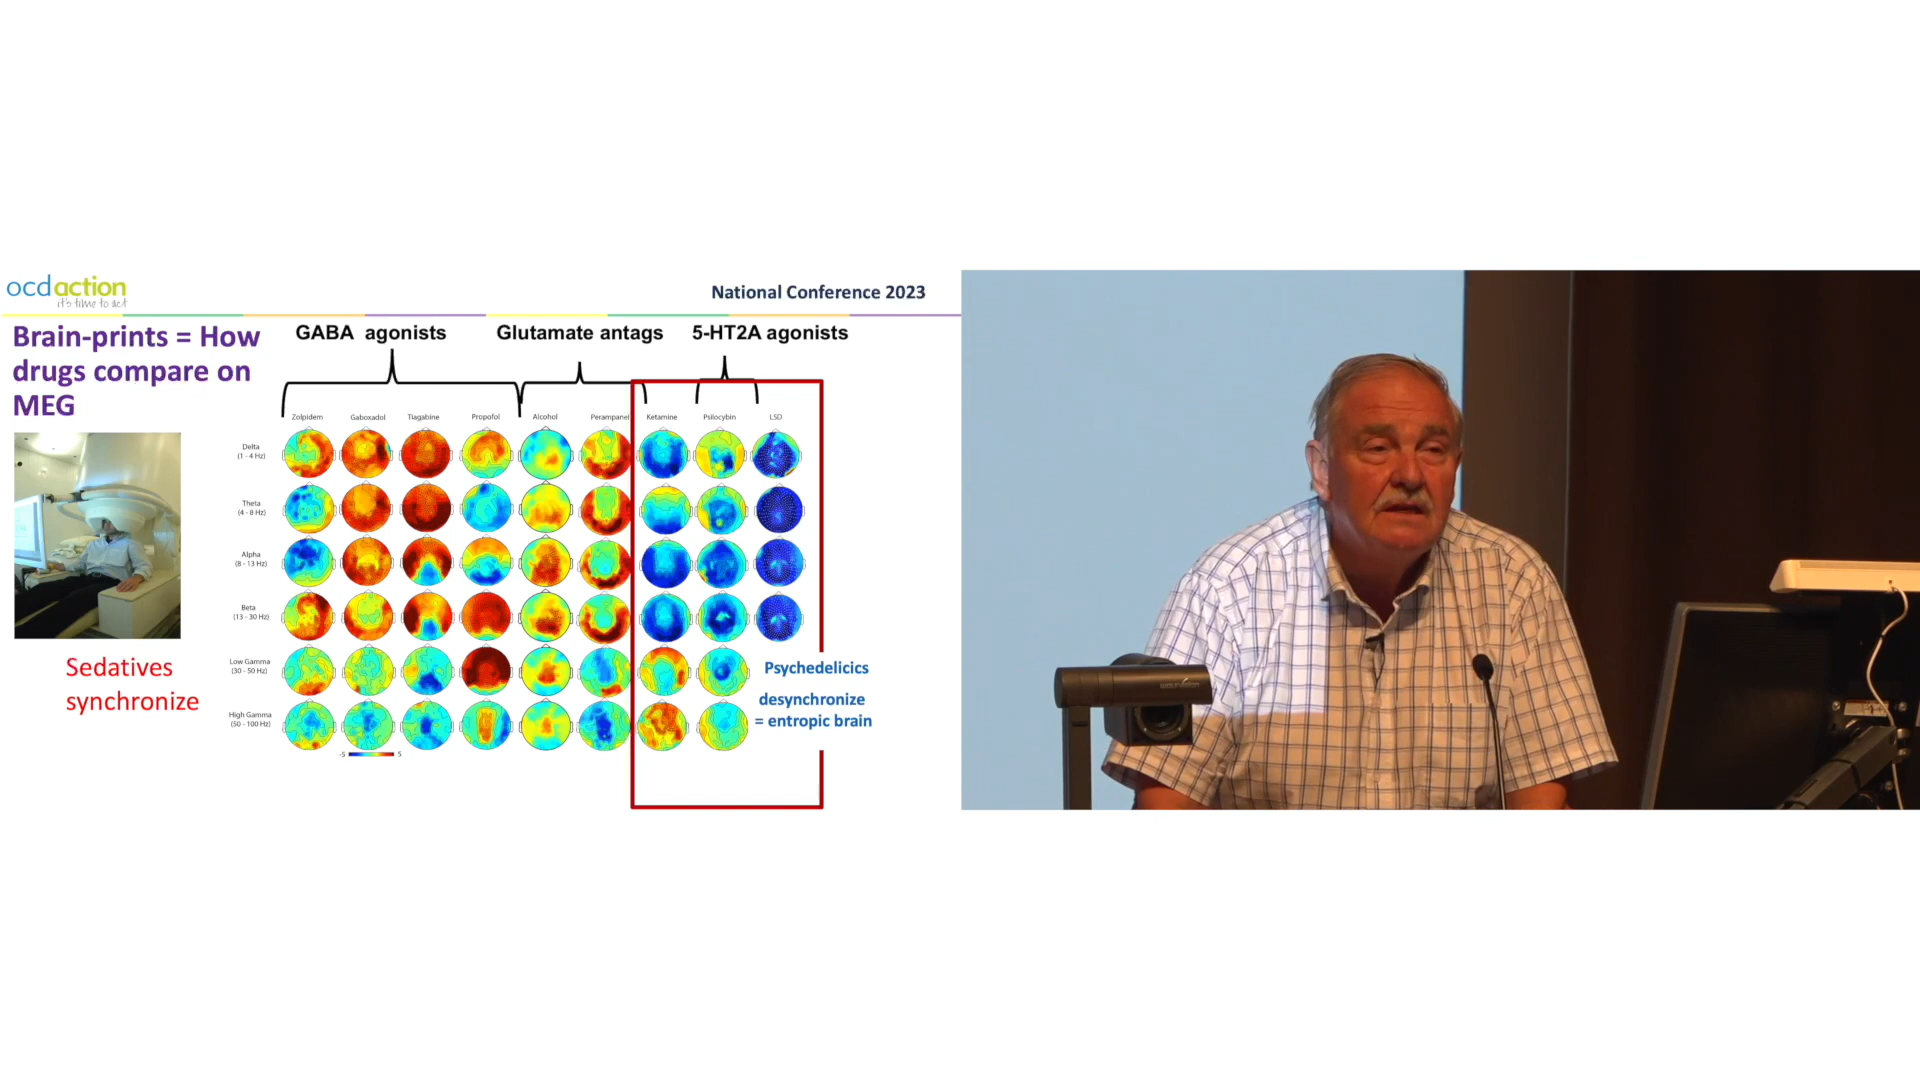 ocdaction
it's time to act
National Conference 2023
Brain-prints = How
drugs compare on
MEG
GABA agonists
Glutamate antags
5-HT2A agonists
Zolpidem
Gaboxadol
Tiagabine
Propofol
Alcohol
Perampanel
Ketamine
Psilocybin
LSD
Delta
(1 - 4 Hz)
Theta
(4 - 8 Hz)
Alpha
(8 - 13 Hz)
Beta
(13 - 30 Hz)
Low Gamma
(30 - 50 Hz)
High Gamma
(50 - 100 Hz)
-5
5
Sedatives
synchronize
Psychedelicics
desynchronize
= entropic brain